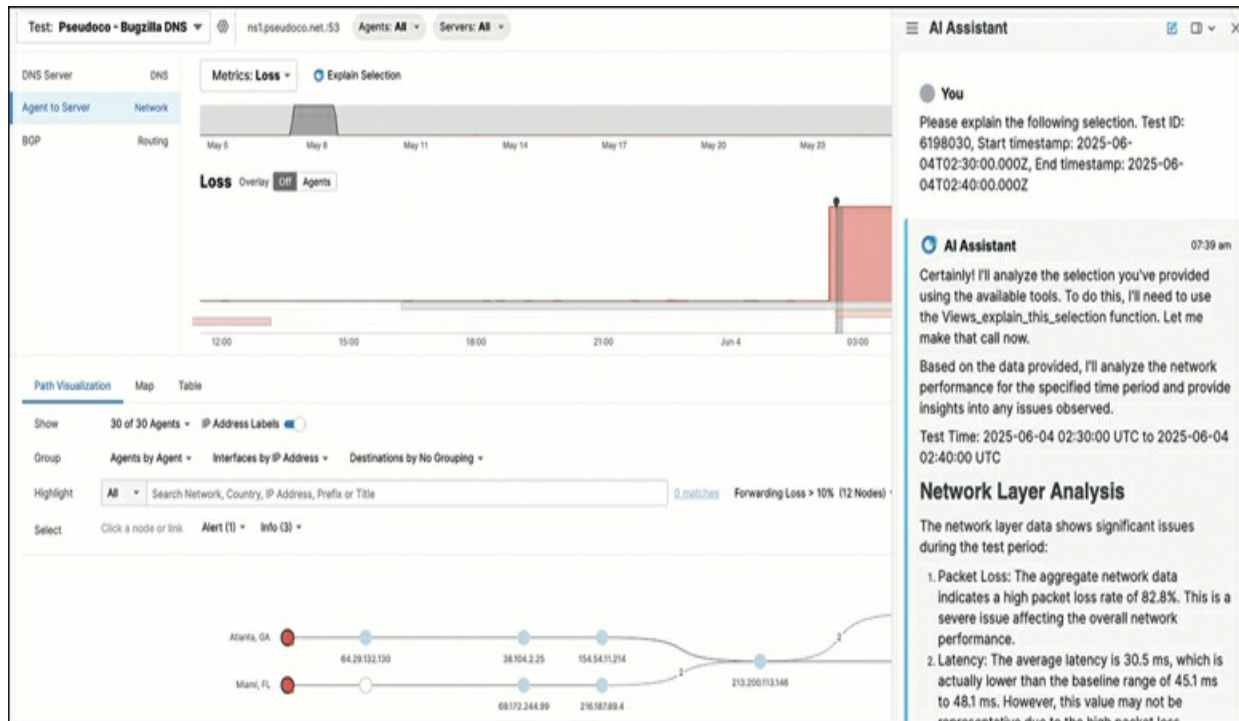 Test: Pseudoco - Bugzilla DNS
ns1.pseudoco.net.:53
Agents: All
Servers: All
DNS Server DNS
Agent to Server Network
BGP Routing
Metrics: Loss
Explain Selection
May 5 May 8 May 11 May 14 May 17 May 20 May 23
Loss Overlay Off Agents
12:00 15:00 18:00 21:00 Jun 4 03:00
Path Visualization Map Table
Show 30 of 30 Agents IP Address Labels
Group Agents by Agent Interfaces by IP Address Destinations by No Grouping
Highlight All Search Network, Country, IP Address, Prefix or Title 0 matches Forwarding Loss > 10% (12 Nodes)
Select Click a node or link Alert (1) Info (3)
Atlanta, GA
64.29.132.130 38.104.2.25 154.54.11.214
2
2
213.200.113.146
Miami, FL
69.172.244.99 216.187.89.4
AI Assistant
You
Please explain the following selection. Test ID:
6198030, Start timestamp: 2025-06-
04T02:30:00.000Z, End timestamp: 2025-06-
04T02:40:00.000Z
AI Assistant 07:39 am
Certainly! I'll analyze the selection you've provided
using the available tools. To do this, I'll need to use
the Views_explain_this_selection function. Let me
make that call now.
Based on the data provided, I'll analyze the network
performance for the specified time period and provide
insights into any issues observed.
Test Time: 2025-06-04 02:30:00 UTC to 2025-06-04
02:40:00 UTC
Network Layer Analysis
The network layer data shows significant issues
during the test period:
1. Packet Loss: The aggregate network data
indicates a high packet loss rate of 82.8%. This is a
severe issue affecting the overall network
performance.
2. Latency: The average latency is 30.5 ms, which is
actually lower than the baseline range of 45.1 ms
to 48.1 ms. However, this value may not be
representative due to the high packet loss